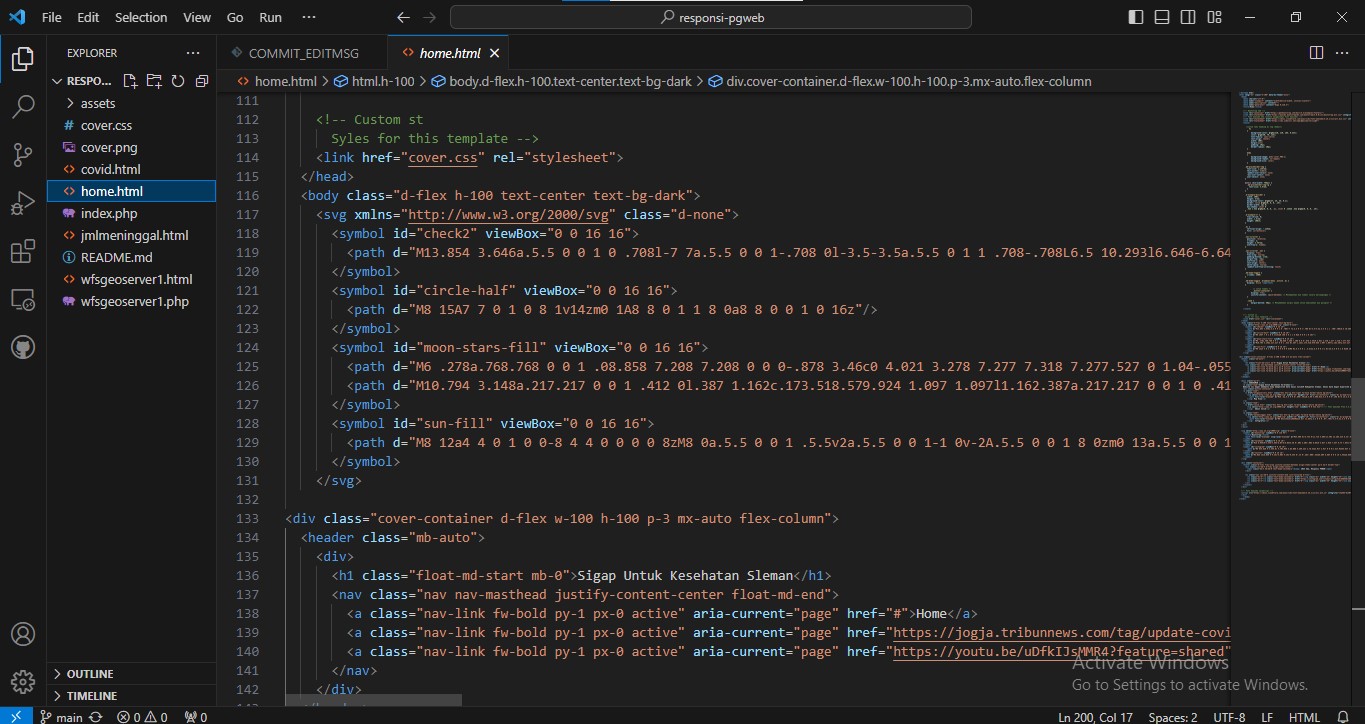 File Edit Selection View Go Run ··· responsi-pgweb
EXPLORER ···
COMMIT_EDITMSG
home.html
RESPO...
home.html > html.h-100 > body.d-flex.h-100.text-center.text-bg-dark > div.cover-container.d-flex.w-100.h-100.p-3.mx-auto.flex-column
assets
cover.css
cover.png
covid.html
home.html
index.php
jmlmeninggal.html
README.md
wfsgeoserver1.html
wfsgeoserver1.php
OUTLINE
TIMELINE
111
112 <!-- Custom st
113 Syles for this template -->
114 <link href="cover.css" rel="stylesheet">
115 </head>
116 <body class="d-flex h-100 text-center text-bg-dark">
117 <svg xmlns="http://www.w3.org/2000/svg" class="d-none">
118 <symbol id="check2" viewBox="0 0 16 16">
119 <path d="M13.854 3.646a.5.5 0 0 1 0 .708l-7 7a.5.5 0 0 1-.708 0l-3.5-3.5a.5.5 0 1 1 .708-.708L6.5 10.293l6.646-6.64
120 </symbol>
121 <symbol id="circle-half" viewBox="0 0 16 16">
122 <path d="M8 15A7 7 0 1 0 8 1v14zm0 1A8 8 0 1 1 8 0a8 8 0 0 1 0 16z"/>
123 </symbol>
124 <symbol id="moon-stars-fill" viewBox="0 0 16 16">
125 <path d="M6 .278a.768.768 0 0 1 .08.858 7.208 7.208 0 0 0-.878 3.46c0 4.021 3.278 7.277 7.318 7.277.527 0 1.04-.055
126 <path d="M10.794 3.148a.217.217 0 0 1 .412 0l.387 1.162c.173.518.579.924 1.097 1.097l1.162.387a.217.217 0 0 1 0 .41
127 </symbol>
128 <symbol id="sun-fill" viewBox="0 0 16 16">
129 <path d="M8 12a4 4 0 1 0 0-8 4 4 0 0 0 0 8zM8 0a.5.5 0 0 1 .5.5v2a.5.5 0 0 1-1 0v-2A.5.5 0 0 1 8 0zm0 13a.5.5 0 0 1
130 </symbol>
131 </svg>
132
133 <div class="cover-container d-flex w-100 h-100 p-3 mx-auto flex-column">
134 <header class="mb-auto">
135 <div>
136 <h1 class="float-md-start mb-0">Sigap Untuk Kesehatan Sleman</h1>
137 <nav class="nav nav-masthead justify-content-center float-md-end">
138 <a class="nav-link fw-bold py-1 px-0 active" aria-current="page" href="#">Home</a>
139 <a class="nav-link fw-bold py-1 px-0 active" aria-current="page" href="https://jogja.tribunnews.com/tag/update-covi
140 <a class="nav-link fw-bold py-1 px-0 active" aria-current="page" href="https://youtu.be/uDfkIJsMMR4?feature=shared"
141 </nav>
142 </div>
Activate Windows
Go to Settings to activate Windows.
main 0 0 0 Ln 200, Col 17 Spaces: 2 UTF-8 LF HTML